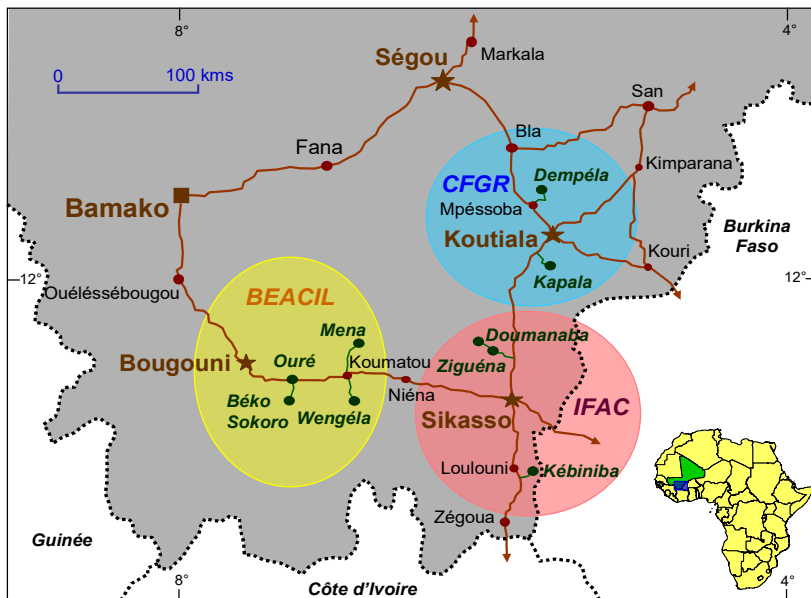 8°
4°
0
100 kms
Markala
Ségou
San
Bla
Fana
Kimparana
CFGR
Dempéla
Mpéssoba
Bamako
Koutiala
Burkina
Faso
Kouri
Kapala
12°
12°
Ouéléssébougou
BEACIL
Mena
Doumanaba
Bougouni
Ouré
Koumatou
Ziguéna
Niéna
Béko
Sokoro
Wengéla
Sikasso
IFAC
Loulouni
Kébiniba
Zégoua
Guinée
8°
Côte d'Ivoire
4°